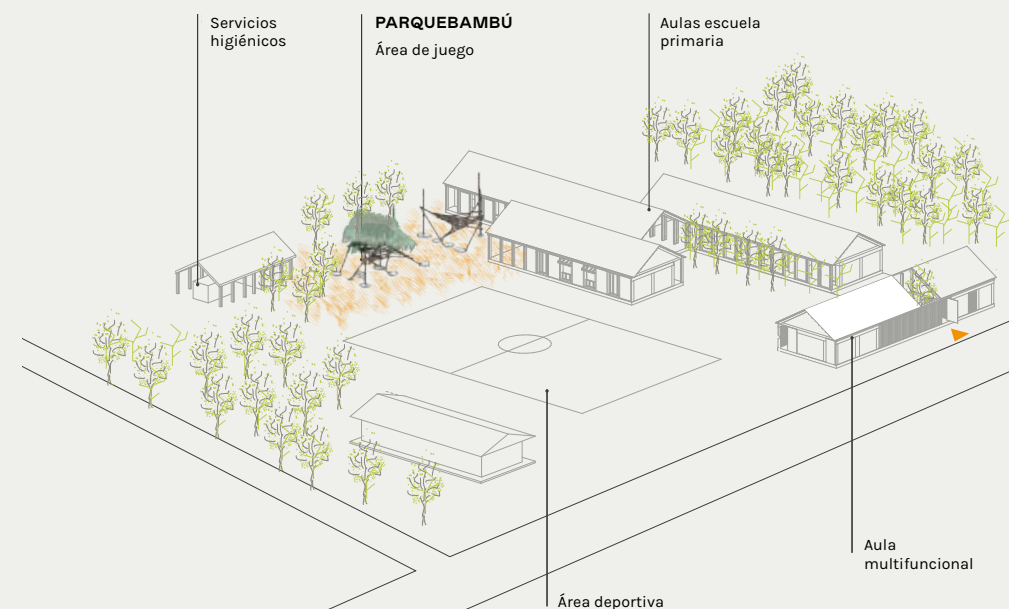 Servicios
higiénicos
PARQUEBAMBÚ
Área de juego
Aulas escuela
primaria
Aula
multifuncional
Área deportiva